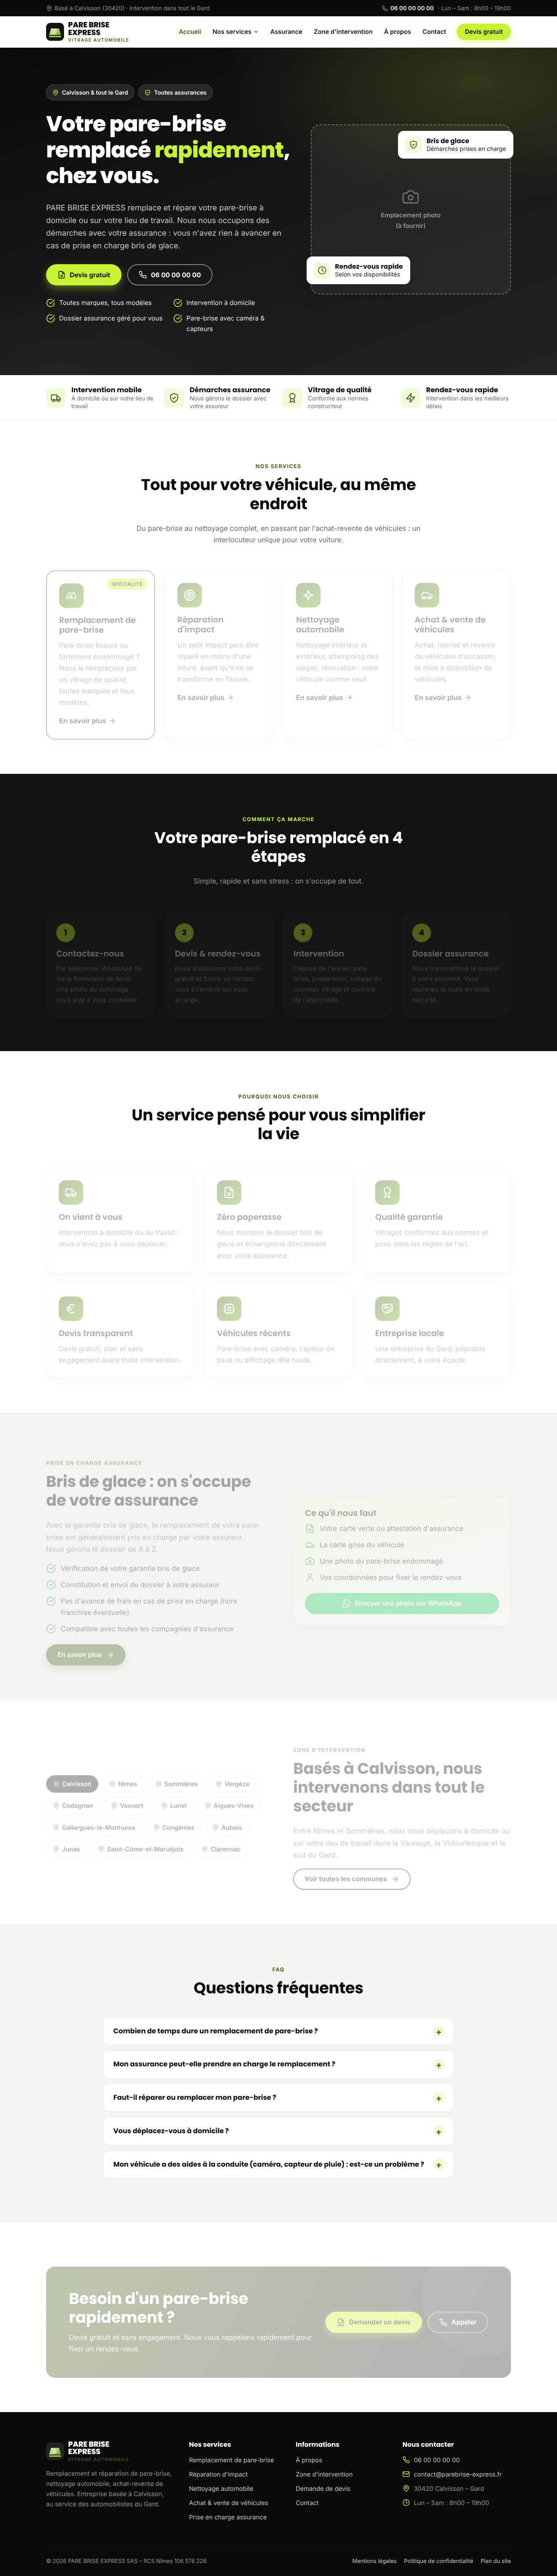 Basé à Calvisson (30420) · Intervention dans tout le Gard
06 00 00 00 00 · Lun – Sam : 8h00 – 19h00
PARE BRISE
EXPRESS
VITRAGE AUTOMOBILE
Accueil
Nos services
Assurance
Zone d'intervention
À propos
Contact
Devis gratuit
Calvisson & tout le Gard
Toutes assurances
Votre pare-brise
remplacé rapidement,
chez vous.
PARE BRISE EXPRESS remplace et répare votre pare-brise à
domicile ou sur votre lieu de travail. Nous nous occupons des
démarches avec votre assurance : vous n'avez rien à avancer en
cas de prise en charge bris de glace.
Devis gratuit
06 00 00 00 00
Toutes marques, tous modèles
Intervention à domicile
Dossier assurance géré pour vous
Pare-brise avec caméra &
capteurs
Bris de glace
Démarches prises en charge
Emplacement photo
(à fournir)
Rendez-vous rapide
Selon vos disponibilités
Intervention mobile
À domicile ou sur votre lieu de
travail
Démarches assurance
Nous gérons le dossier avec
votre assureur
Vitrage de qualité
Conforme aux normes
constructeur
Rendez-vous rapide
Intervention dans les meilleurs
délais
NOS SERVICES
Tout pour votre véhicule, au même
endroit
Du pare-brise au nettoyage complet, en passant par l'achat-revente de véhicules : un
interlocuteur unique pour votre voiture.
SPÉCIALITÉ
Remplacement de
pare-brise
Pare-brise fissuré ou
fortement endommagé ?
Nous le remplaçons par
un vitrage de qualité,
toutes marques et tous
modèles.
En savoir plus
Réparation
d'impact
Un petit impact peut être
réparé en moins d'une
heure, avant qu'il ne se
transforme en fissure.
En savoir plus
Nettoyage
automobile
Nettoyage intérieur et
extérieur, shampoing des
sièges, rénovation : votre
véhicule comme neuf.
En savoir plus
Achat & vente de
véhicules
Achat, reprise et revente
de véhicules d'occasion,
et mise à disposition de
véhicules.
En savoir plus
COMMENT ÇA MARCHE
Votre pare-brise remplacé en 4
étapes
Simple, rapide et sans stress : on s'occupe de tout.
1
Contactez-nous
Par téléphone, WhatsApp ou
via le formulaire de devis.
Une photo du dommage
nous aide à vous conseiller.
2
Devis & rendez-vous
Nous établissons votre devis
gratuit et fixons un rendez-
vous à l'endroit qui vous
arrange.
3
Intervention
Dépose de l'ancien pare-
brise, préparation, collage du
nouveau vitrage et contrôle
de l'étanchéité.
4
Dossier assurance
Nous transmettons le dossier
à votre assureur. Vous
reprenez la route en toute
sécurité.
POURQUOI NOUS CHOISIR
Un service pensé pour vous simplifier
la vie
On vient à vous
Intervention à domicile ou au travail :
vous n'avez pas à vous déplacer.
Zéro paperasse
Nous montons le dossier bris de
glace et échangeons directement
avec votre assurance.
Qualité garantie
Vitrages conformes aux normes et
pose dans les règles de l'art.
Devis transparent
Devis gratuit, clair et sans
engagement avant toute intervention.
Véhicules récents
Pare-brise avec caméra, capteur de
pluie ou affichage tête haute.
Entreprise locale
Une entreprise du Gard, joignable
directement, à votre écoute.
PRISE EN CHARGE ASSURANCE
Bris de glace : on s'occupe
de votre assurance
Avec la garantie bris de glace, le remplacement de votre pare-
brise est généralement pris en charge par votre assureur.
Nous gérons le dossier de A à Z.
Vérification de votre garantie bris de glace
Constitution et envoi du dossier à votre assureur
Pas d'avance de frais en cas de prise en charge (hors
franchise éventuelle)
Compatible avec toutes les compagnies d'assurance
En savoir plus
Ce qu'il nous faut
Votre carte verte ou attestation d'assurance
La carte grise du véhicule
Une photo du pare-brise endommagé
Vos coordonnées pour fixer le rendez-vous
Envoyer une photo sur WhatsApp
Calvisson
Nîmes
Sommières
Vergèze
Codognan
Vauvert
Lunel
Aigues-Vives
Gallargues-le-Montueux
Congénies
Aubais
Junas
Saint-Côme-et-Maruéjols
Clarensac
ZONE D'INTERVENTION
Basés à Calvisson, nous
intervenons dans tout le
secteur
Entre Nîmes et Sommières, nous nous déplaçons à domicile ou
sur votre lieu de travail dans la Vaunage, la Vidourlenque et le
sud du Gard.
Voir toutes les communes
FAQ
Questions fréquentes
Combien de temps dure un remplacement de pare-brise ?
Mon assurance peut-elle prendre en charge le remplacement ?
Faut-il réparer ou remplacer mon pare-brise ?
Vous déplacez-vous à domicile ?
Mon véhicule a des aides à la conduite (caméra, capteur de pluie) : est-ce un problème ?
Besoin d'un pare-brise
rapidement ?
Devis gratuit et sans engagement. Nous vous rappelons rapidement pour
fixer un rendez-vous.
Demander un devis
Appeler
PARE BRISE
EXPRESS
VITRAGE AUTOMOBILE
Remplacement et réparation de pare-brise,
nettoyage automobile, achat-revente de
véhicules. Entreprise basée à Calvisson,
au service des automobilistes du Gard.
Nos services
Remplacement de pare-brise
Réparation d'impact
Nettoyage automobile
Achat & vente de véhicules
Prise en charge assurance
Informations
À propos
Zone d'intervention
Demande de devis
Contact
Nous contacter
06 00 00 00 00
contact@parebrise-express.fr
30420 Calvisson – Gard
Lun – Sam : 8h00 – 19h00
© 2026 PARE BRISE EXPRESS SAS – RCS Nîmes 106 576 226
Mentions légales
Politique de confidentialité
Plan du site